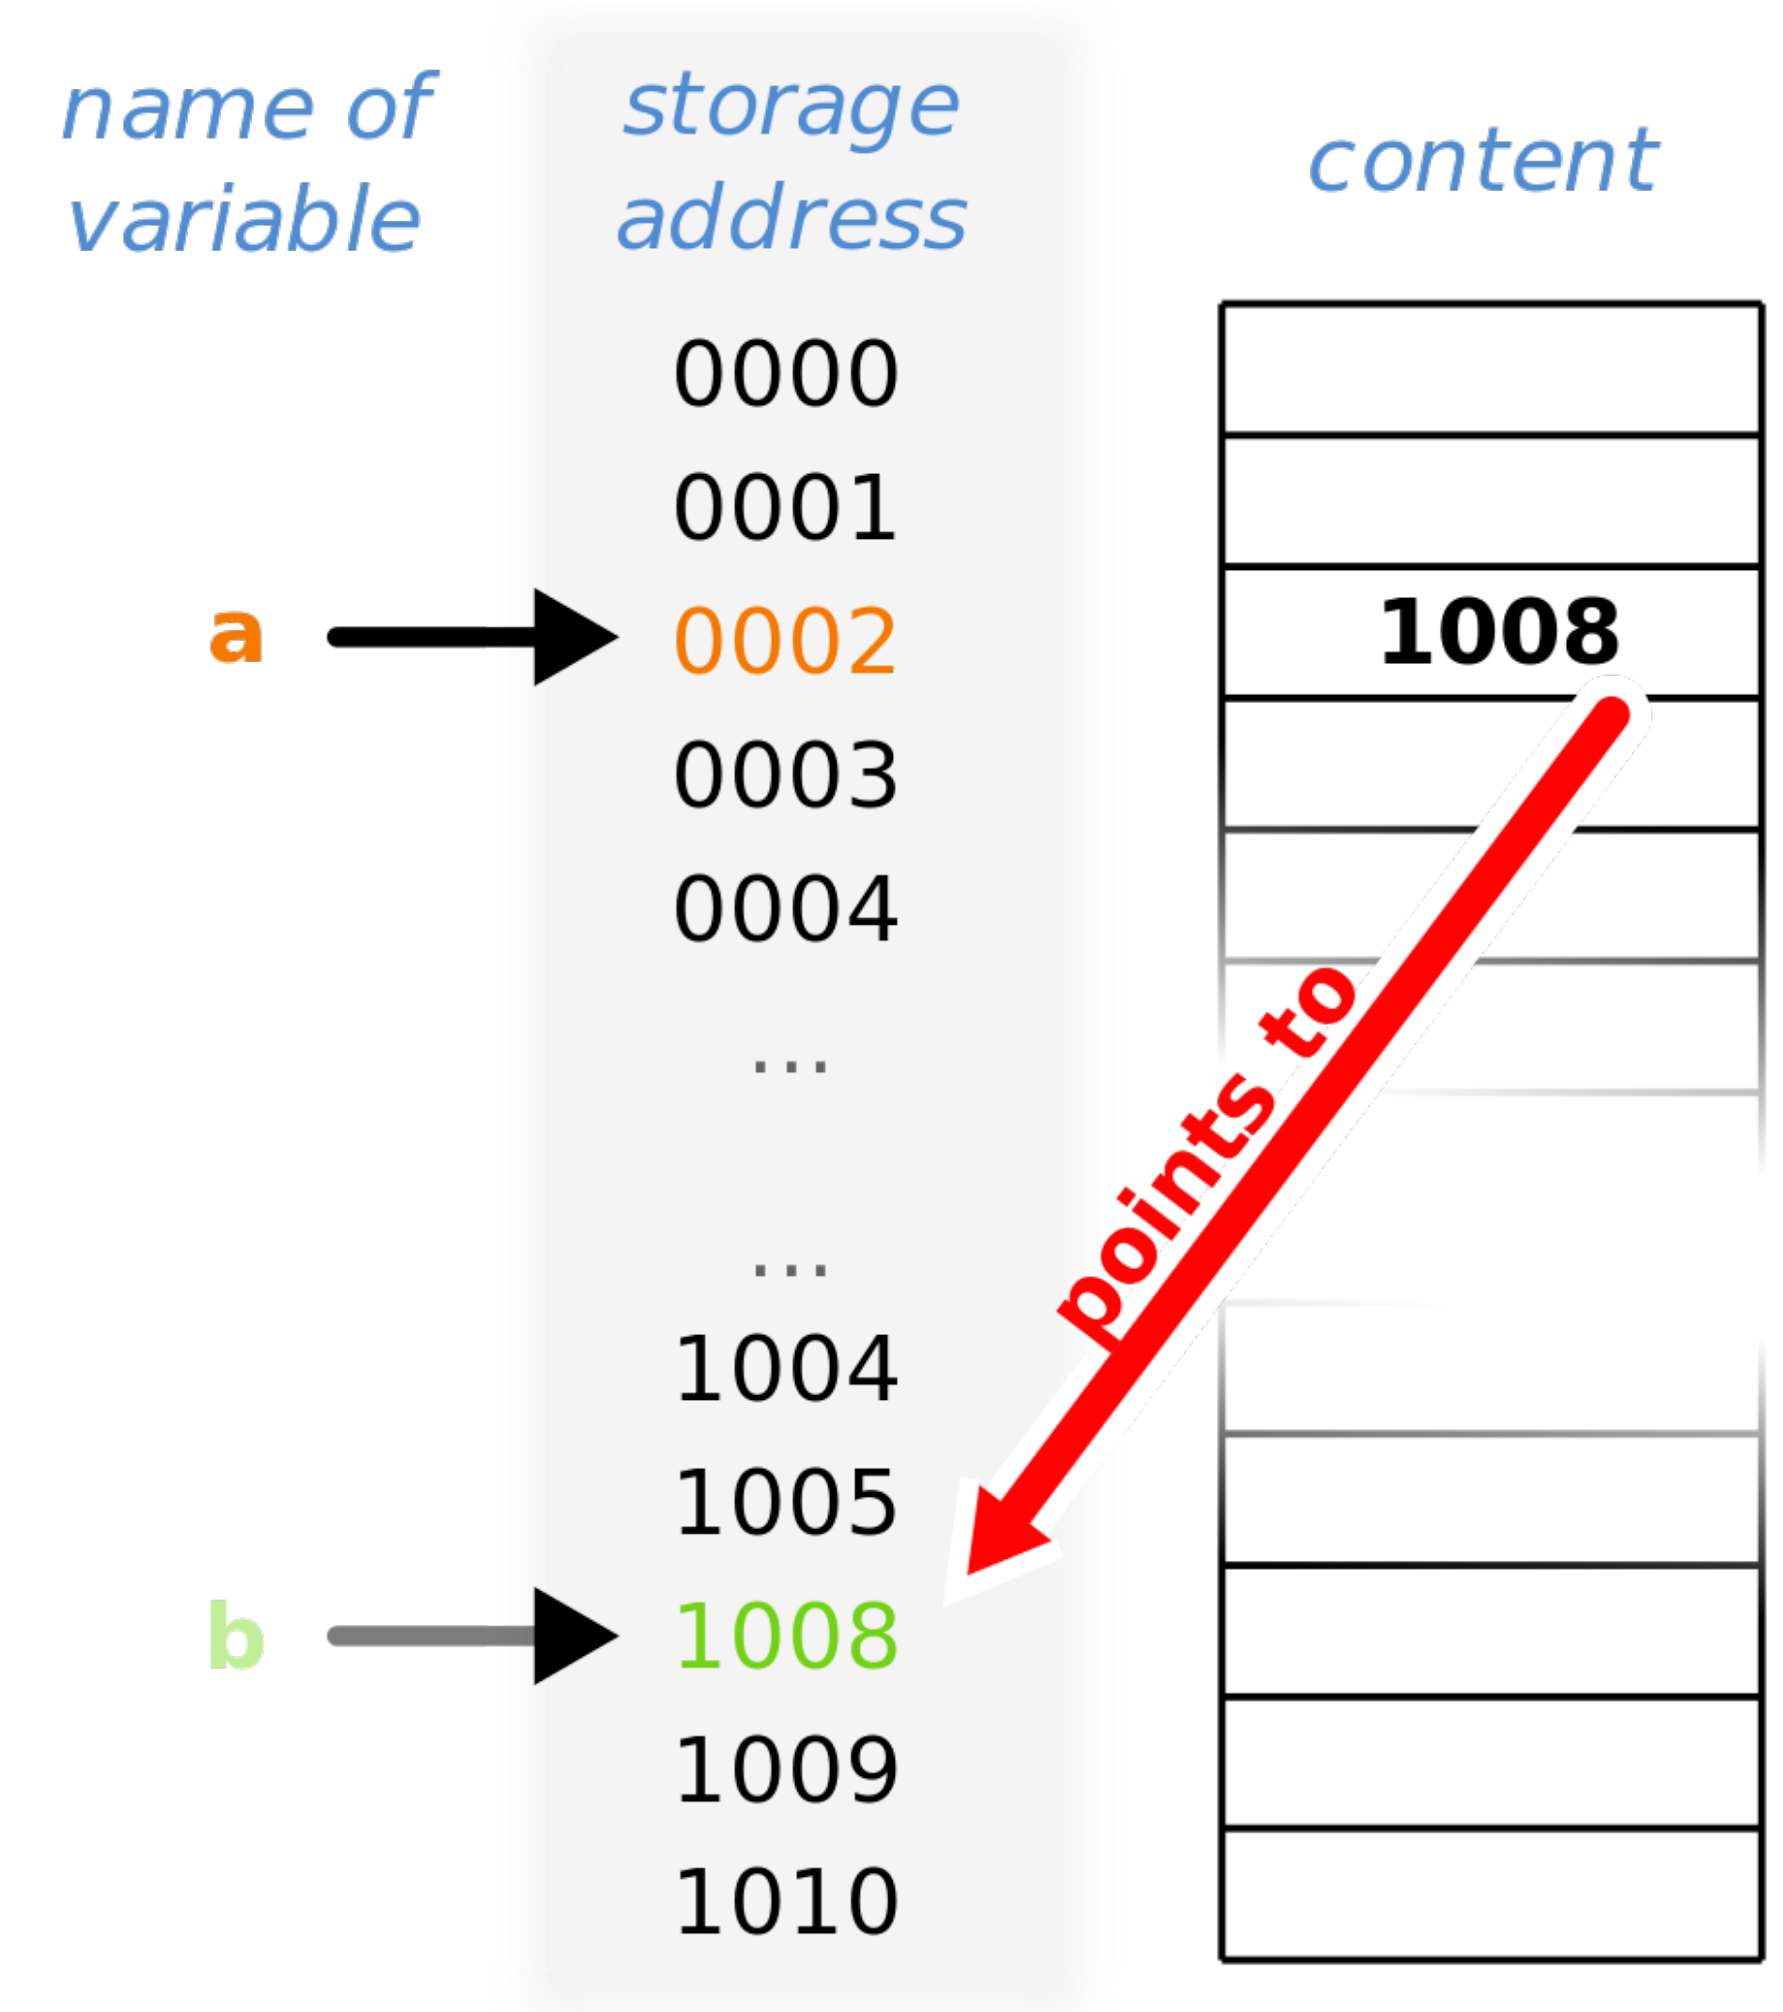 name of
variable
storage
address
content
0000
0001
a
0002
1008
0003
0004
...
points to
...
1004
1005
b
1008
1009
1010